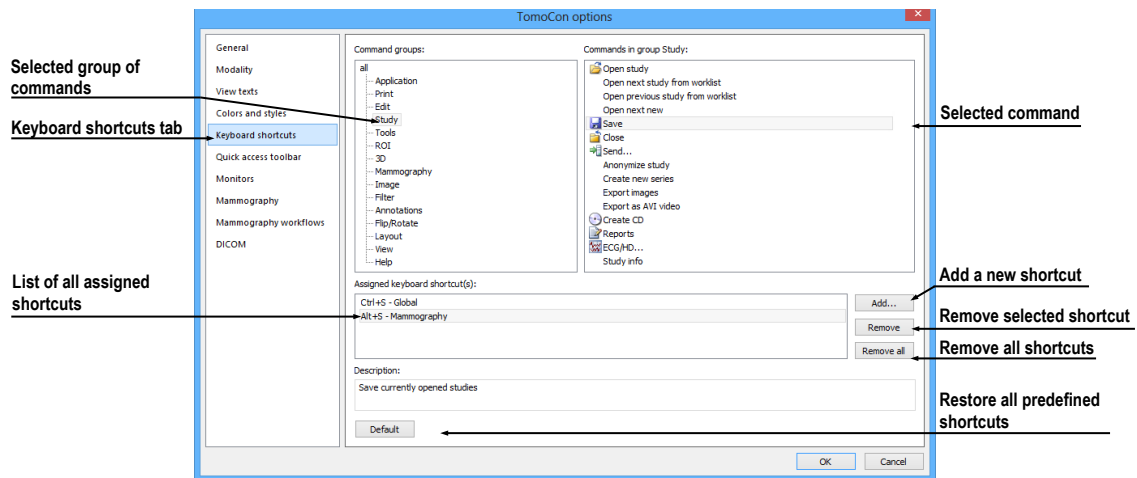 TomoCon options
Selected group of
commands
Keyboard shortcuts tab
List of all assigned
shortcuts
General
Modality
View texts
Colors and styles
Keyboard shortcuts
Quick access toolbar
Monitors
Mammography
Mammography workflows
DICOM
Command groups:
all
Application
Print
Edit
Study
Tools
ROI
3D
Mammography
Image
Filter
Annotations
Flip/Rotate
Layout
View
Help
Commands in group Study:
Open study
Open next study from worklist
Open previous study from worklist
Open next new
Save
Close
Send...
Anonymize study
Create new series
Export images
Export as AVI video
Create CD
Reports
ECG/HD...
Study info
Assigned keyboard shortcut(s):
Ctrl+S - Global
Alt+S - Mammography
Add...
Remove
Remove all
Description:
Save currently opened studies
Default
OK
Cancel
Selected command
Add a new shortcut
Remove selected shortcut
Remove all shortcuts
Restore all predefined
shortcuts